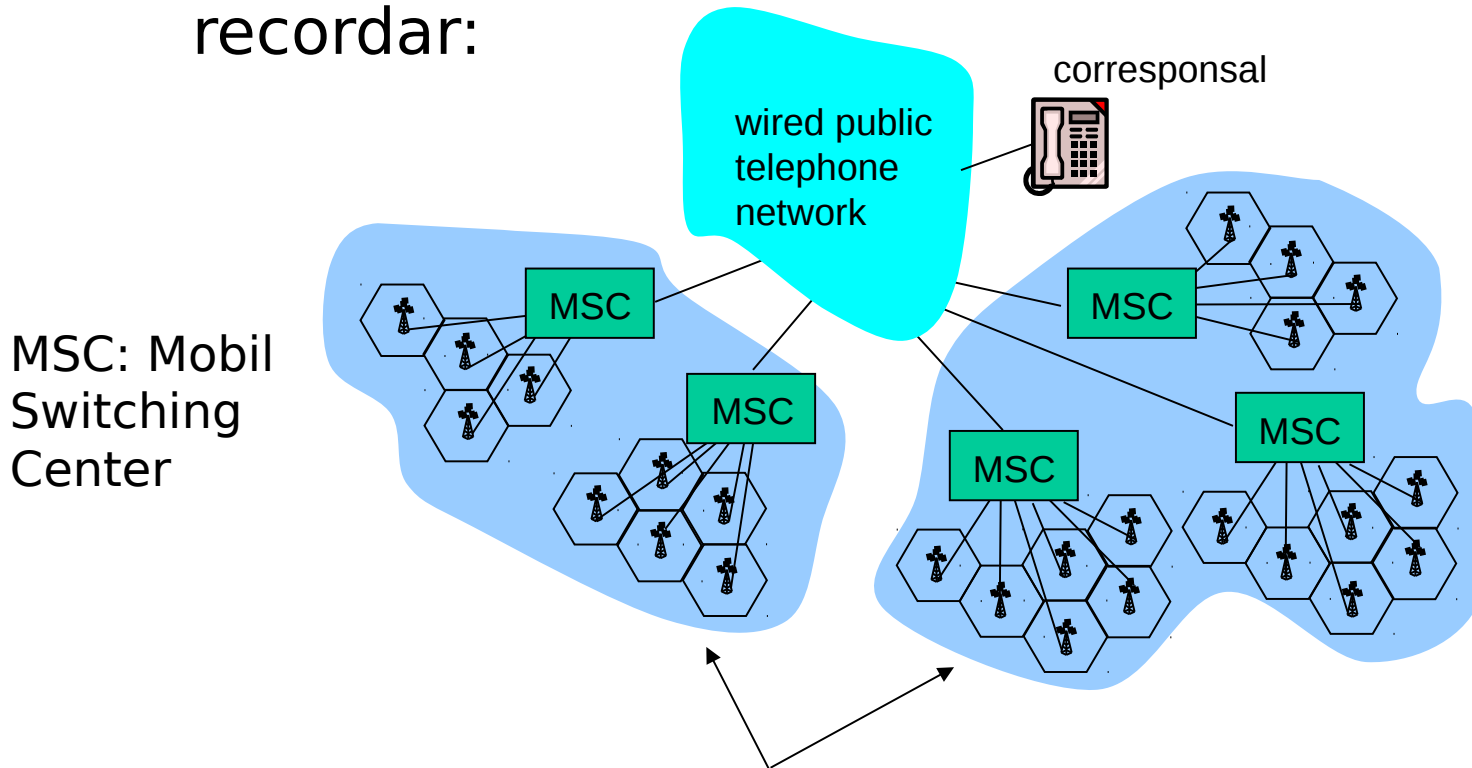 recordar:
corresponsal
wired public
telephone
network
MSC
MSC
MSC: Mobil
Switching
Center
MSC
MSC
MSC